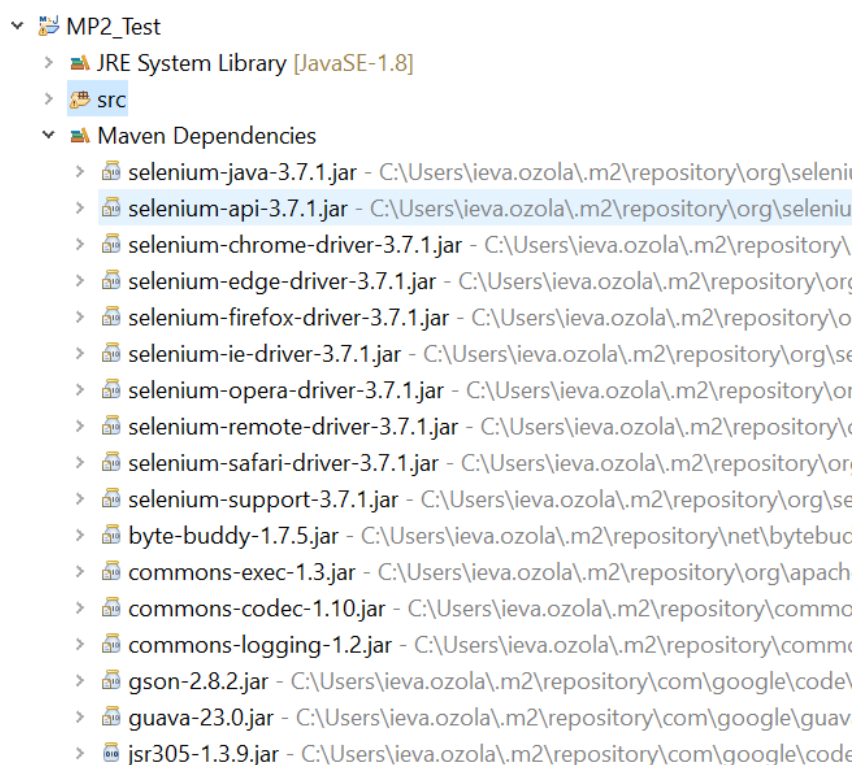 MP2_Test
JRE System Library [JavaSE-1.8]
src
Maven Dependencies
selenium-java-3.7.1.jar - C:\Users\ieva.ozola\.m2\repository\org\seleni
selenium-api-3.7.1.jar - C:\Users\ieva.ozola\.m2\repository\org\seleniu
selenium-chrome-driver-3.7.1.jar - C:\Users\ieva.ozola\.m2\repository\
selenium-edge-driver-3.7.1.jar - C:\Users\ieva.ozola\.m2\repository\org
selenium-firefox-driver-3.7.1.jar - C:\Users\ieva.ozola\.m2\repository\o
selenium-ie-driver-3.7.1.jar - C:\Users\ieva.ozola\.m2\repository\org\se
selenium-opera-driver-3.7.1.jar - C:\Users\ieva.ozola\.m2\repository\or
selenium-remote-driver-3.7.1.jar - C:\Users\ieva.ozola\.m2\repository\o
selenium-safari-driver-3.7.1.jar - C:\Users\ieva.ozola\.m2\repository\org
selenium-support-3.7.1.jar - C:\Users\ieva.ozola\.m2\repository\org\se
byte-buddy-1.7.5.jar - C:\Users\ieva.ozola\.m2\repository\net\bytebud
commons-exec-1.3.jar - C:\Users\ieva.ozola\.m2\repository\org\apach
commons-codec-1.10.jar - C:\Users\ieva.ozola\.m2\repository\commo
commons-logging-1.2.jar - C:\Users\ieva.ozola\.m2\repository\commo
gson-2.8.2.jar - C:\Users\ieva.ozola\.m2\repository\com\google\code\
guava-23.0.jar - C:\Users\ieva.ozola\.m2\repository\com\google\guav
jsr305-1.3.9.jar - C:\Users\ieva.ozola\.m2\repository\com\google\code